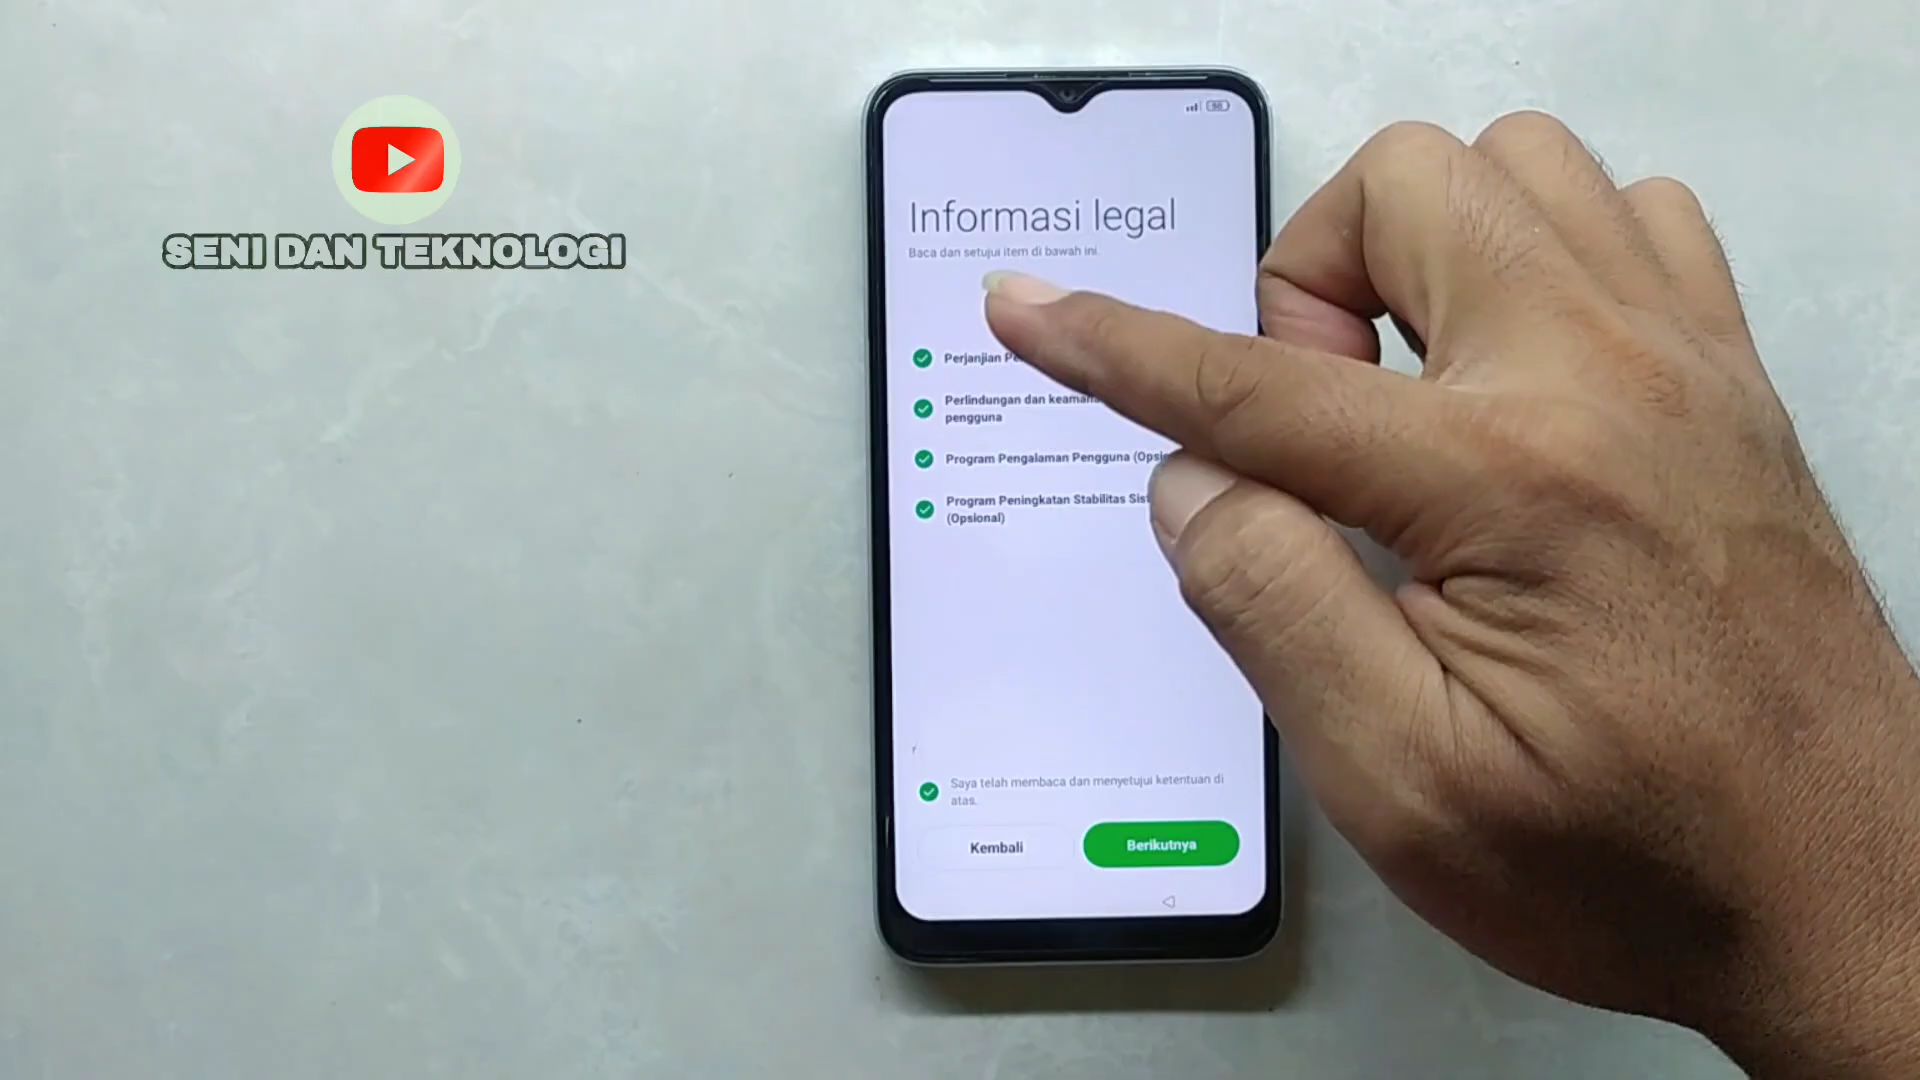 SENI DAN TEKNOLOGI
Informasi legal
Baca dan setujui item di bawah ini.
Perjanjian
Perlindungan dan
pengguna
Program Pengalaman Pengguna
Program Peningkatan Stabilitas
(Opsional)
Saya telah membaca dan menyetujui ketentuan di
atas.
Kembali
Berikutnya